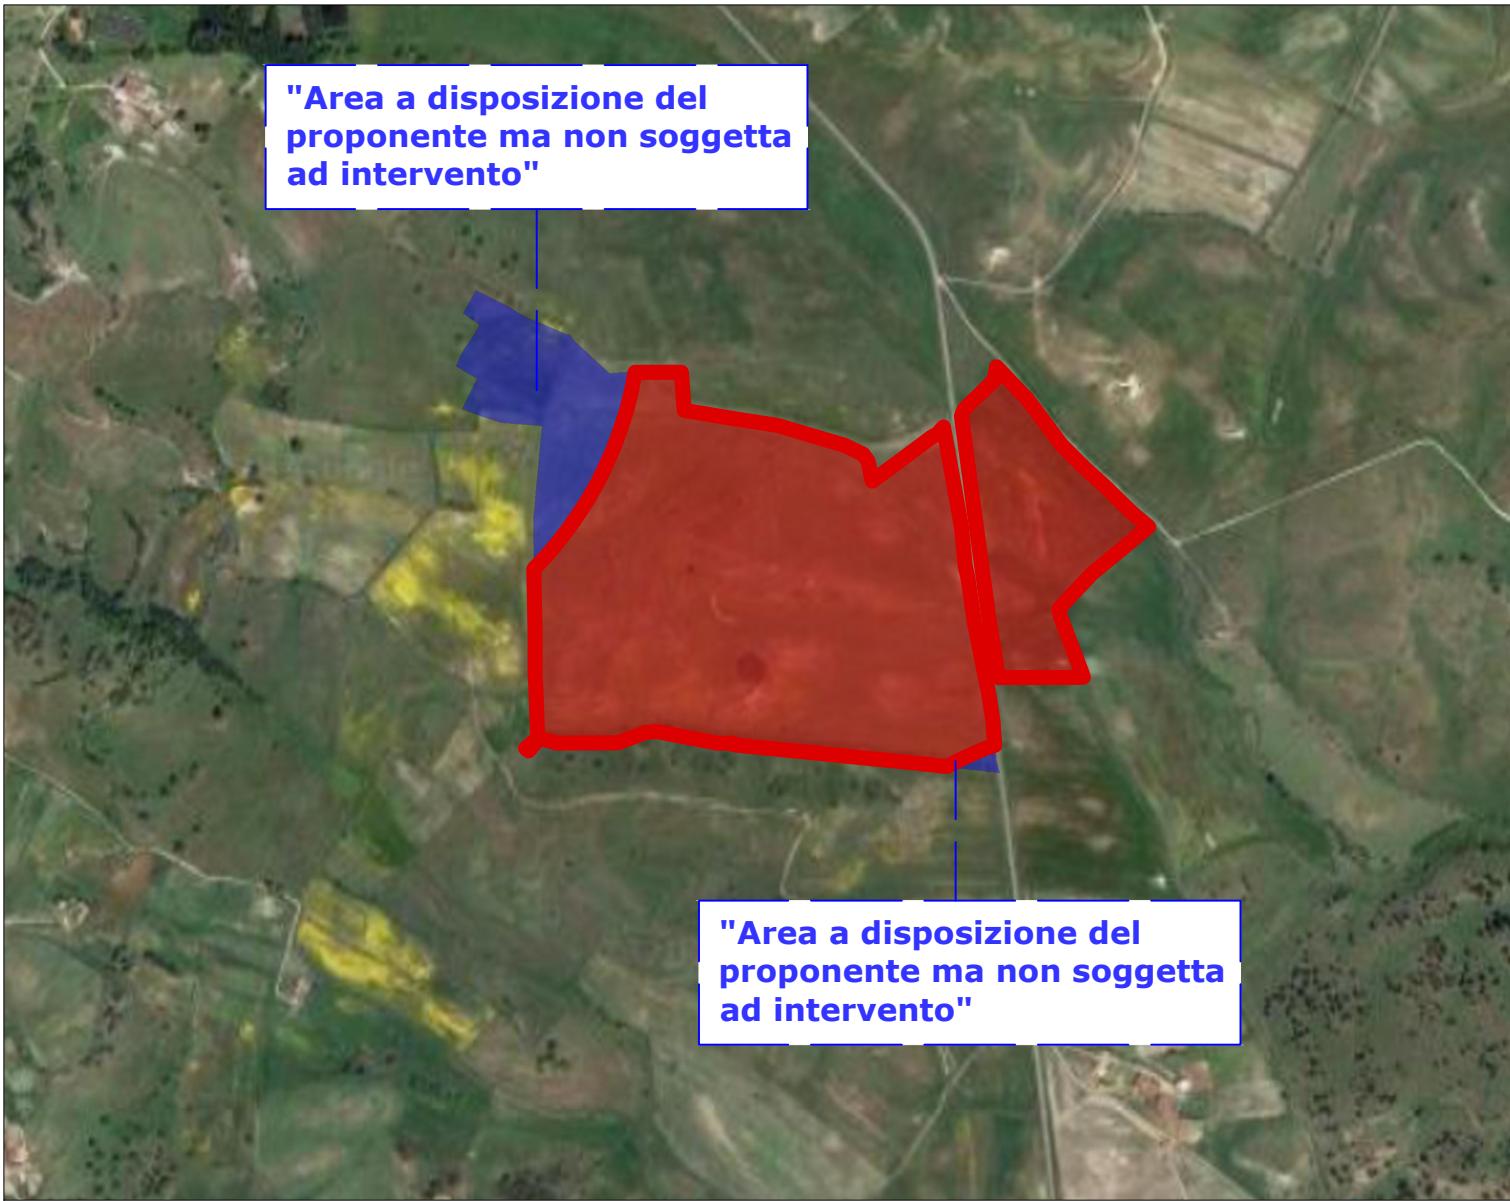 "Area a disposizione del
proponente ma non soggetta
ad intervento"
"Area a disposizione del
proponente ma non soggetta
ad intervento"